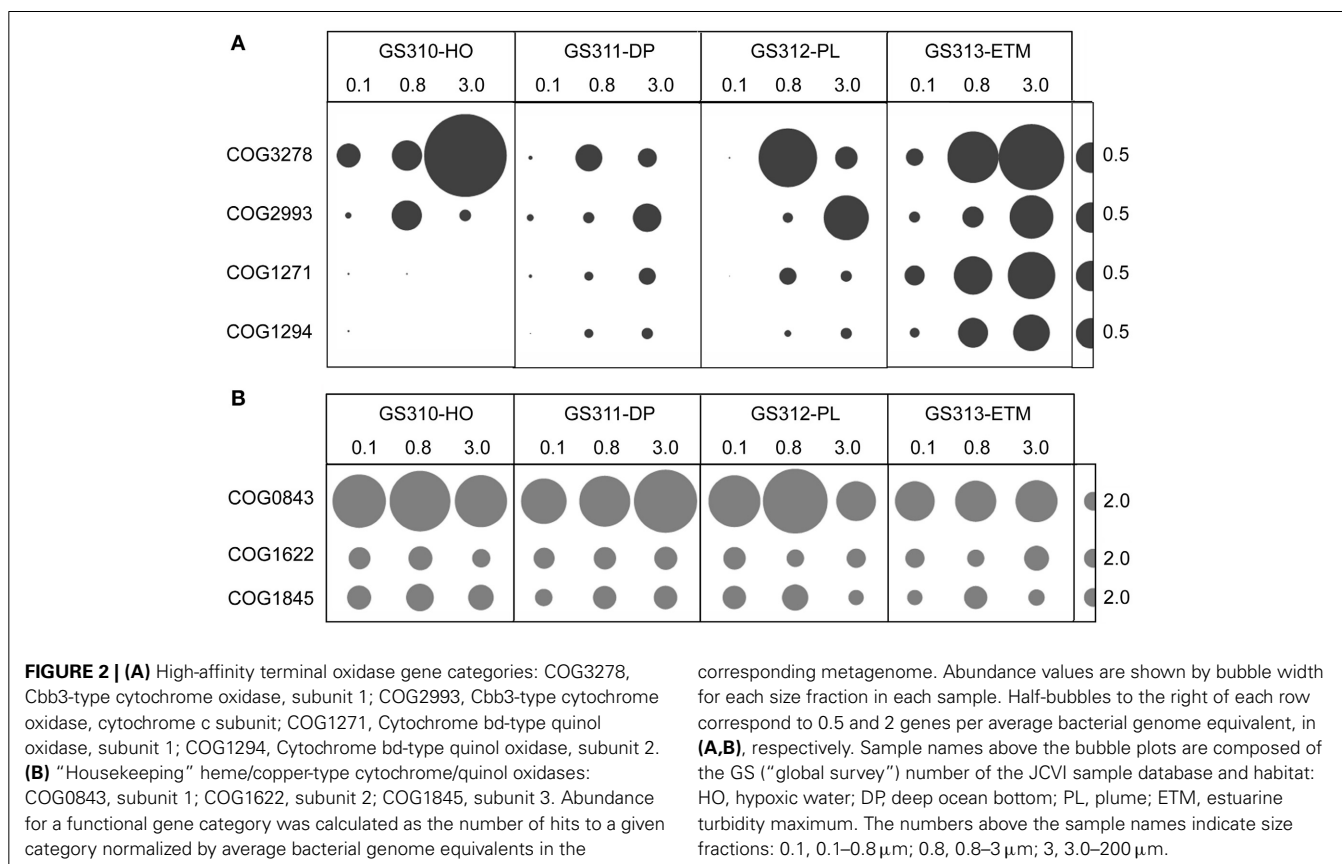 A
GS310-HO GS311-DP GS312-PL GS313-ETM
0.1 0.8 3.0 0.1 0.8 3.0 0.1 0.8 3.0 0.1 0.8 3.0
COG3278 0.5
COG2993 0.5
COG1271 0.5
COG1294 0.5
B
GS310-HO GS311-DP GS312-PL GS313-ETM
0.1 0.8 3.0 0.1 0.8 3.0 0.1 0.8 3.0 0.1 0.8 3.0
COG0843 2.0
COG1622 2.0
COG1845 2.0
FIGURE 2 | (A) High-affinity terminal oxidase gene categories: COG3278,
Cbb3-type cytochrome oxidase, subunit 1; COG2993, Cbb3-type cytochrome
oxidase, cytochrome c subunit; COG1271, Cytochrome bd-type quinol
oxidase, subunit 1; COG1294, Cytochrome bd-type quinol oxidase, subunit 2.
(B) “Housekeeping” heme/copper-type cytochrome/quinol oxidases:
COG0843, subunit 1; COG1622, subunit 2; COG1845, subunit 3. Abundance
for a functional gene category was calculated as the number of hits to a given
category normalized by average bacterial genome equivalents in the
corresponding metagenome. Abundance values are shown by bubble width
for each size fraction in each sample. Half-bubbles to the right of each row
correspond to 0.5 and 2 genes per average bacterial genome equivalent, in
(A,B), respectively. Sample names above the bubble plots are composed of
the GS (“global survey”) number of the JCVI sample database and habitat:
HO, hypoxic water; DP, deep ocean bottom; PL, plume; ETM, estuarine
turbidity maximum. The numbers above the sample names indicate size
fractions: 0.1, 0.1–0.8 μm; 0.8, 0.8–3 μm; 3, 3.0–200 μm.